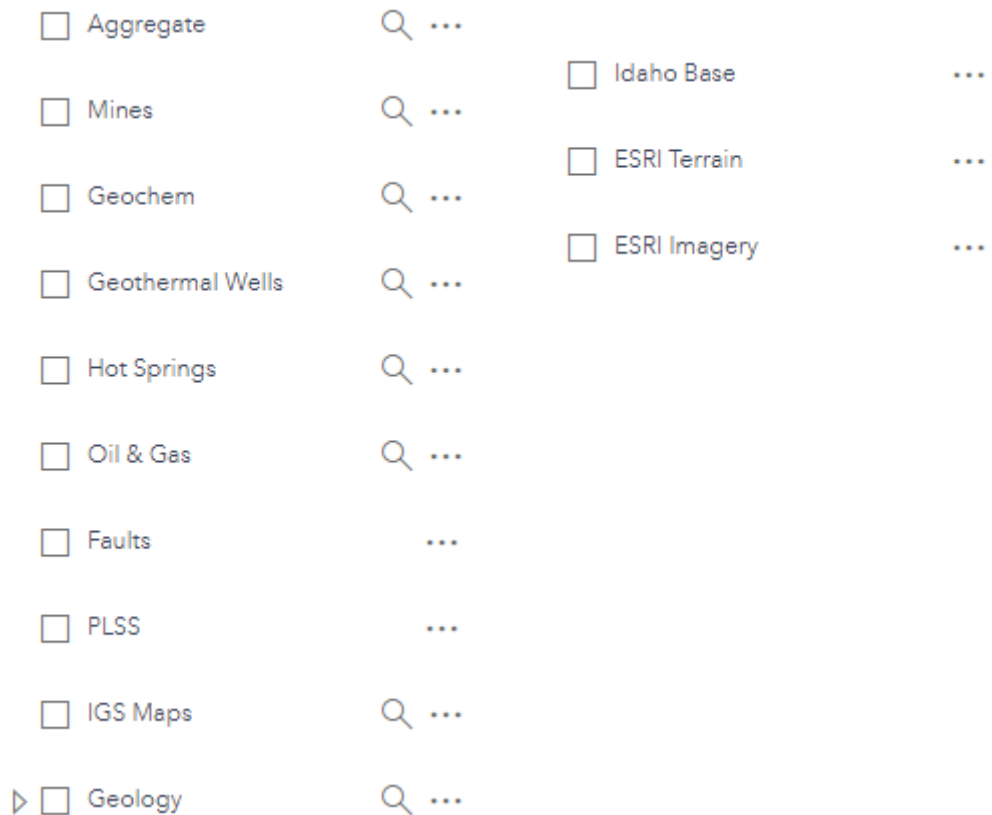 Aggregate
Mines
Geochem
Geothermal Wells
Hot Springs
Oil & Gas
Faults
PLSS
IGS Maps
Geology
Idaho Base
ESRI Terrain
ESRI Imagery